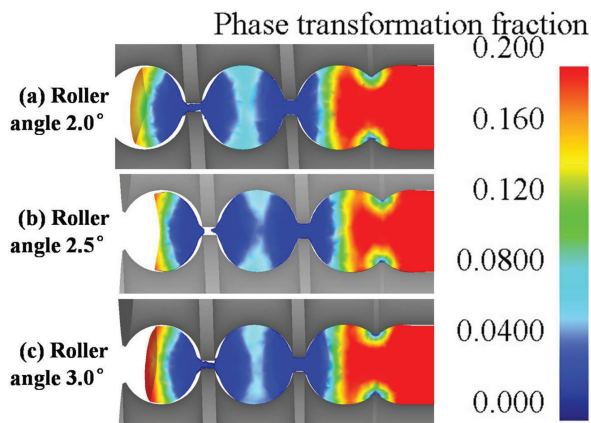 Phase transformation fraction
0.200
(a) Roller
angle 2.0°
0.160
0.120
(b) Roller
angle 2.5°
0.0800
0.0400
(c) Roller
angle 3.0°
0.000